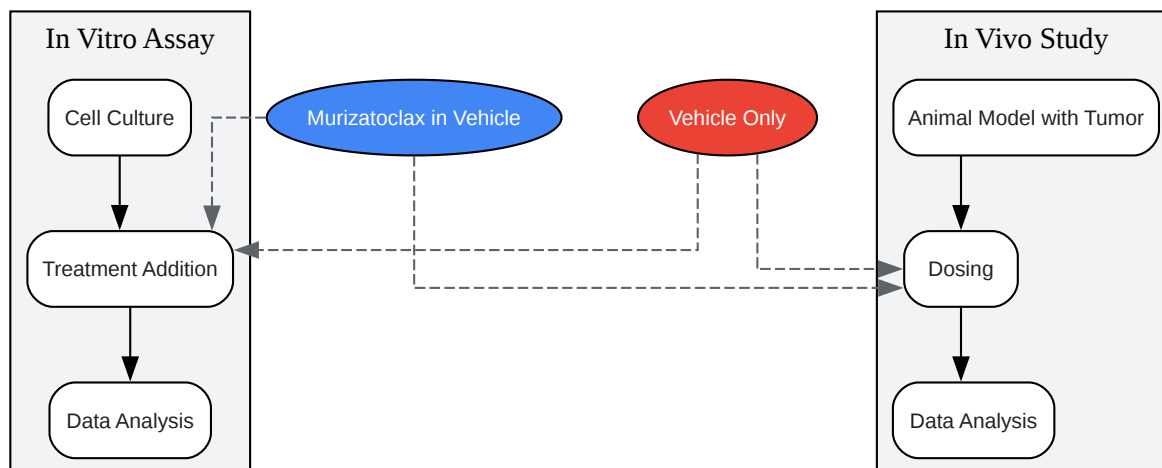 In Vitro Assay
Cell Culture
Treatment Addition
Data Analysis
Murizatoclax in Vehicle
Vehicle Only
In Vivo Study
Animal Model with Tumor
Dosing
Data Analysis